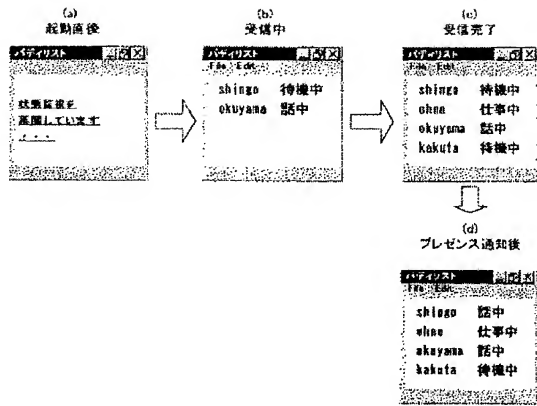 (a)
起動直後
バディリスト
状態監視を
再開しています
・・・
(b)
受信中
バディリスト
File Edit
shingo 待機中
okuyama 話中
(c)
受信完了
バディリスト
File Edit
shingo 待機中
ohno 仕事中
okuyama 話中
kakuta 待機中
(d)
プレゼンス通知後
バディリスト
File Edit
shingo 話中
ohno 仕事中
okuyama 話中
kakuta 待機中